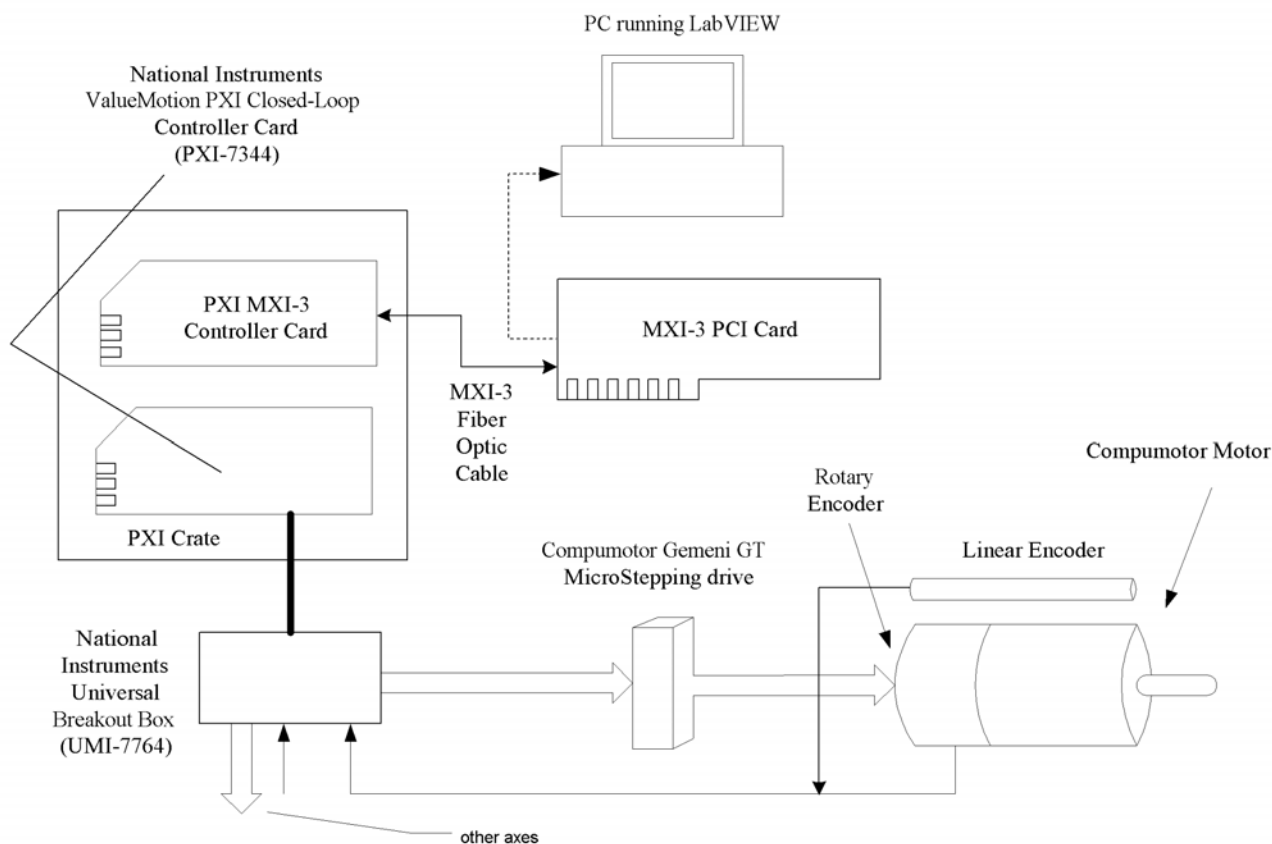 PC running LabVIEW
National Instruments
ValueMotion PXI Closed-Loop
Controller Card
(PXI-7344)
PXI MXI-3
Controller Card
MXI-3 PCI Card
MXI-3
Fiber
Optic
Cable
PXI Crate
Compumotor Motor
Rotary
Encoder
Linear Encoder
Compumotor Gemeni GT
MicroStepping drive
National
Instruments
Universal
Breakout Box
(UMI-7764)
other axes